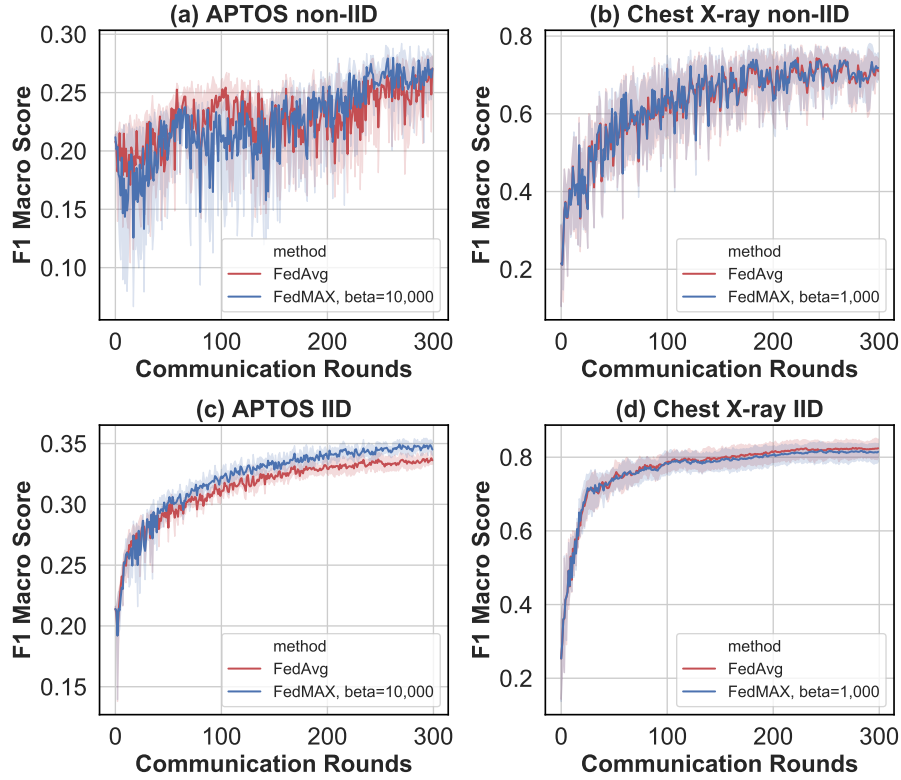 (a) APTOS non-IID
0.30
0.25
0.20
0.15
0.10
F1 Macro Score
method
FedAvg
FedMAX, beta=10,000
0 100 200 300
Communication Rounds
(b) Chest X-ray non-IID
0.8
0.6
0.4
0.2
F1 Macro Score
method
FedAvg
FedMAX, beta=1,000
0 100 200 300
Communication Rounds
(c) APTOS IID
0.35
0.30
0.25
0.20
0.15
F1 Macro Score
method
FedAvg
FedMAX, beta=10,000
0 100 200 300
Communication Rounds
(d) Chest X-ray IID
0.8
0.6
0.4
0.2
F1 Macro Score
method
FedAvg
FedMAX, beta=1,000
0 100 200 300
Communication Rounds